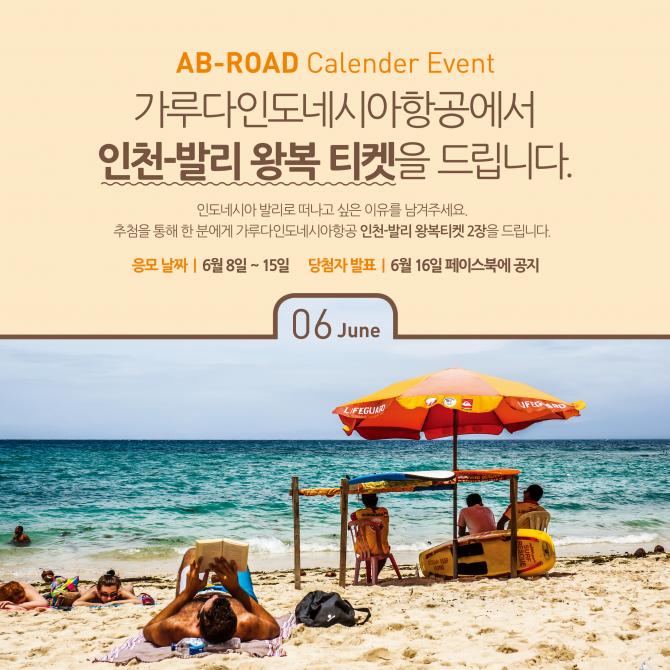 AB-ROAD Calender Event
가루다인도네시아항공에서
인천-발리 왕복 티켓을 드립니다.
인도네시아 발리로 떠나고 싶은 이유를 남겨주세요.
추첨을 통해 한 분에게 가루다인도네시아항공 인천-발리 왕복티켓 2장을 드립니다.
응모 날짜 | 6월 8일 ~ 15일 당첨자 발표 | 6월 16일 페이스북에 공지
06 June
LIFEGUARD LIFEGUARD
SURF RESCUE